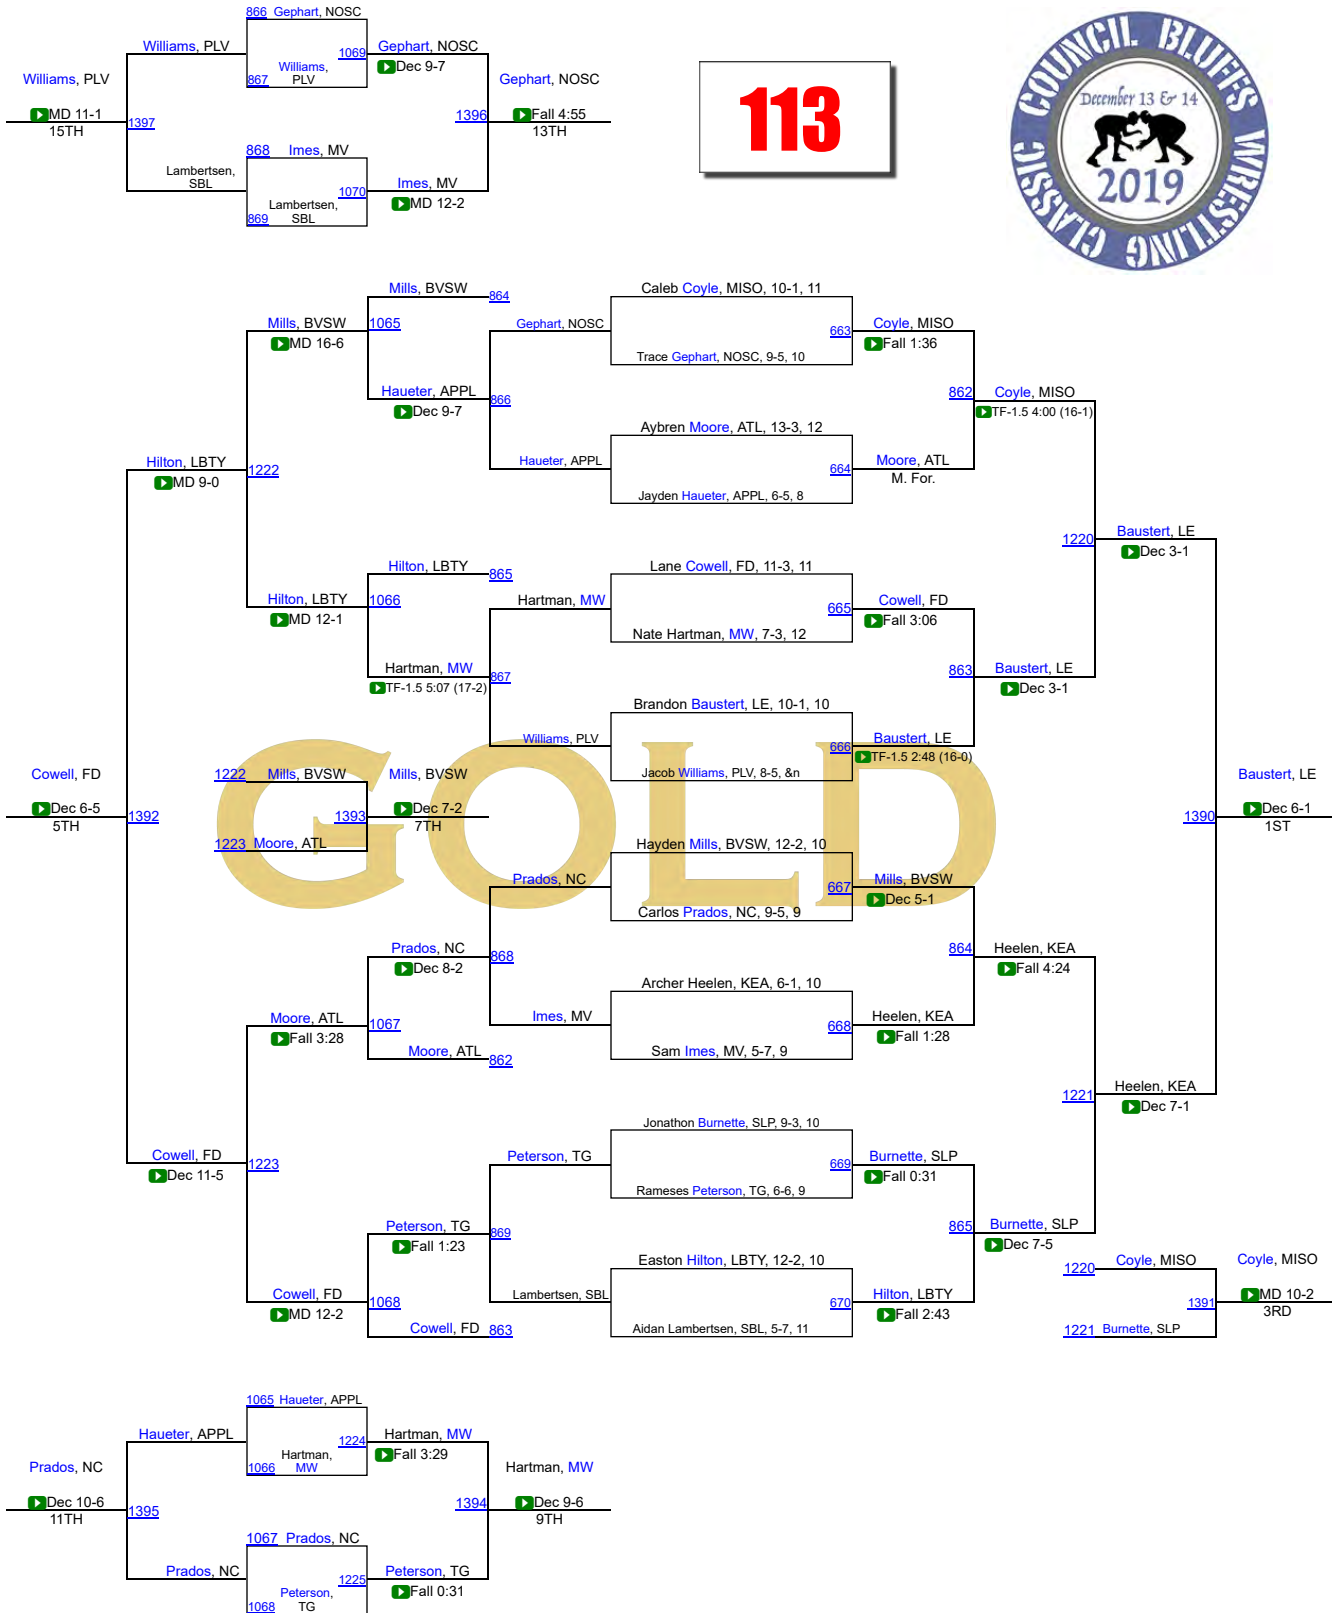 866 Gephart, NOSC
Williams, PLV
1069
Gephart, NOSC
Dec 9-7
Williams,
PLV
867
Williams, PLV
MD 11-1
15TH
1397
Gephart, NOSC
1396
Fall 4:55
13TH
868 Imes, MV
Lambertsen,
SBL
1070
Imes, MV
MD 12-2
Lambertsen,
SBL
869
113
COUNCIL BLUFFS WRESTLING CLASSIC
December 13 & 14
2019
Mills, BVSW
864
Caleb Coyle, MISO, 10-1, 11
Mills, BVSW
MD 16-6
1065
Gephart, NOSC
663
Coyle, MISO
Fall 1:36
Trace Gephart, NOSC, 9-5, 10
Haueter, APPL
Dec 9-7
866
862
Coyle, MISO
TF-1.5 4:00 (16-1)
Aybren Moore, ATL, 13-3, 12
Hilton, LBTY
MD 9-0
1222
Haueter, APPL
664
Moore, ATL
M. For.
Jayden Haueter, APPL, 6-5, 8
1220
Baustert, LE
Dec 3-1
Hilton, LBTY
865
Lane Cowell, FD, 11-3, 11
Hilton, LBTY
MD 12-1
1066
Hartman, MW
665
Cowell, FD
Fall 3:06
Nate Hartman, MW, 7-3, 12
Hartman, MW
TF-1.5 5:07 (17-2)
867
863
Baustert, LE
Dec 3-1
Brandon Baustert, LE, 10-1, 10
Williams, PLV
666
Baustert, LE
TF-1.5 2:48 (16-0)
Jacob Williams, PLV, 8-5, &n
GOLD
Cowell, FD
Dec 6-5
5TH
1392
1222 Mills, BVSW
1393
1223 Moore, ATL
Mills, BVSW
Dec 7-2
7TH
Baustert, LE
1390
Dec 6-1
1ST
Hayden Mills, BVSW, 12-2, 10
Prados, NC
667
Mills, BVSW
Dec 5-1
Carlos Prados, NC, 9-5, 9
Prados, NC
Dec 8-2
868
864
Heelen, KEA
Fall 4:24
Archer Heelen, KEA, 6-1, 10
Moore, ATL
Fall 3:28
1067
Imes, MV
668
Heelen, KEA
Fall 1:28
Moore, ATL
862
Sam Imes, MV, 5-7, 9
1221
Heelen, KEA
Dec 7-1
Jonathon Burnette, SLP, 9-3, 10
Cowell, FD
Dec 11-5
1223
Peterson, TG
669
Burnette, SLP
Fall 0:31
Rameses Peterson, TG, 6-6, 9
Peterson, TG
Fall 1:23
869
865
Burnette, SLP
Dec 7-5
Easton Hilton, LBTY, 12-2, 10
1220 Coyle, MISO
Coyle, MISO
Cowell, FD
MD 12-2
1068
Lambertsen, SBL
670
Hilton, LBTY
Fall 2:43
1391
MD 10-2
3RD
Cowell, FD 863
Aidan Lambertsen, SBL, 5-7, 11
1221 Burnette, SLP
1065 Haueter, APPL
Haueter, APPL
1224
Hartman, MW
Fall 3:29
Hartman,
MW
1066
Prados, NC
Dec 10-6
11TH
1395
Hartman, MW
1394
Dec 9-6
9TH
1067 Prados, NC
Prados, NC
1225
Peterson, TG
Fall 0:31
Peterson,
TG
1068